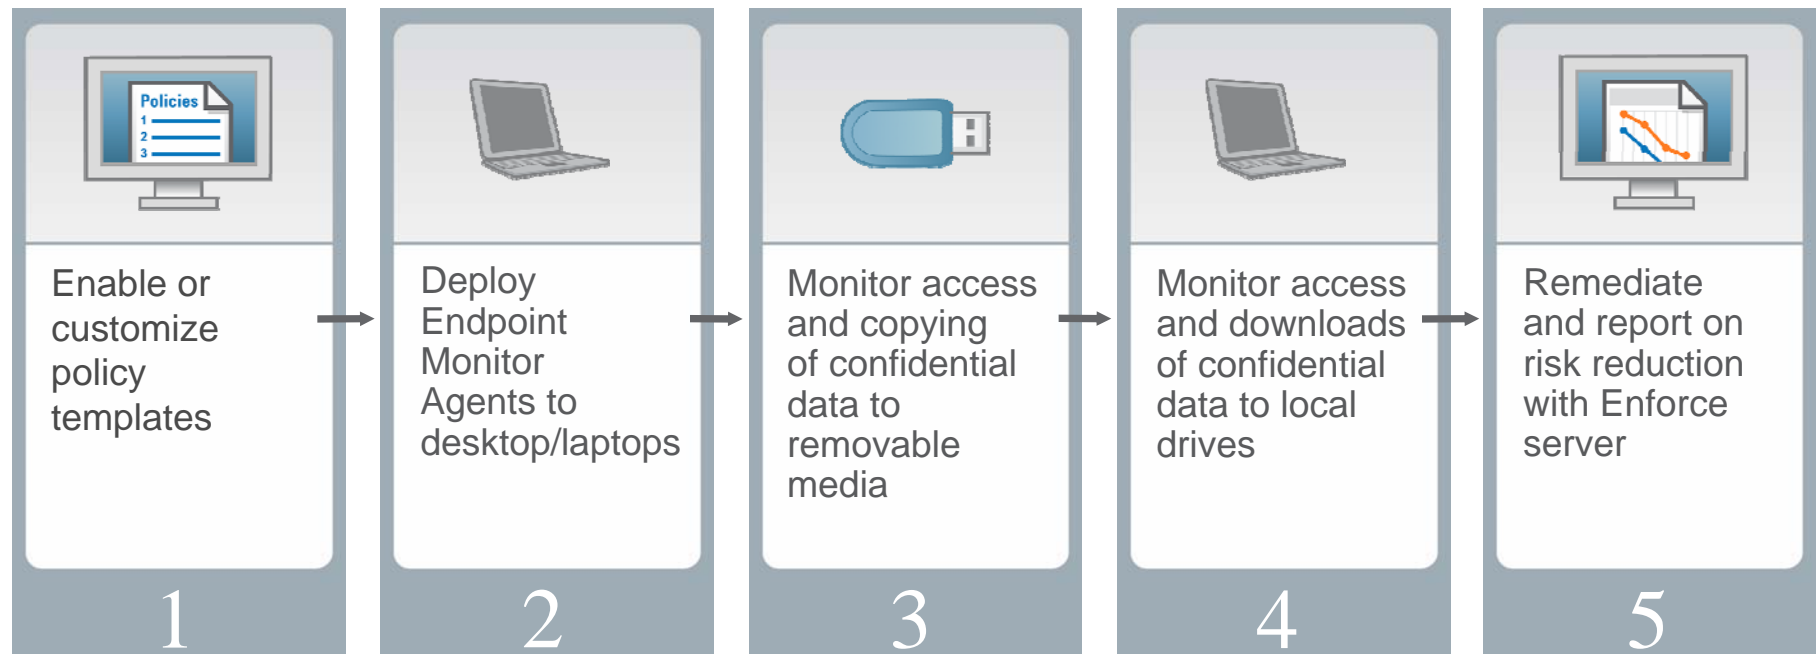 Policies
1
2
3
Enable or
customize
policy
templates
1
Deploy
Endpoint
Monitor
Agents to
desktop/laptops
2
Monitor access
and copying
of confidential
data to
removable
media
3
Monitor access
and downloads
of confidential
data to local
drives
4
Remediate
and report on
risk reduction
with Enforce
server
5